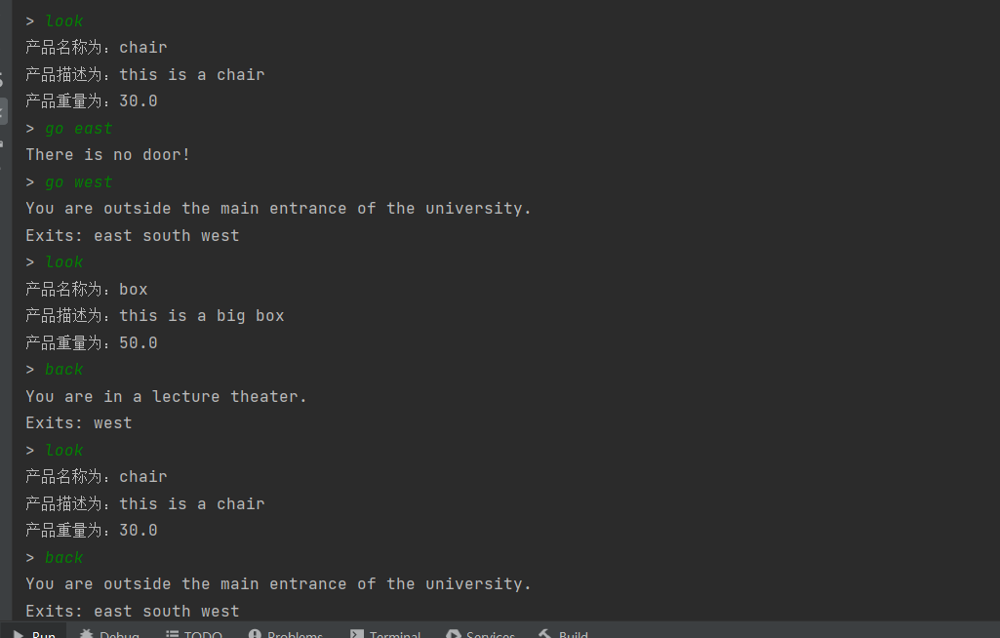 > look
产品名称为：chair
产品描述为：this is a chair
产品重量为：30.0
> go east
There is no door!
> go west
You are outside the main entrance of the university.
Exits: east south west
> look
产品名称为：box
产品描述为：this is a big box
产品重量为：50.0
> back
You are in a lecture theater.
Exits: west
> look
产品名称为：chair
产品描述为：this is a chair
产品重量为：30.0
> back
You are outside the main entrance of the university.
Exits: east south west
Run Debug TODO Problems Terminal Services Build